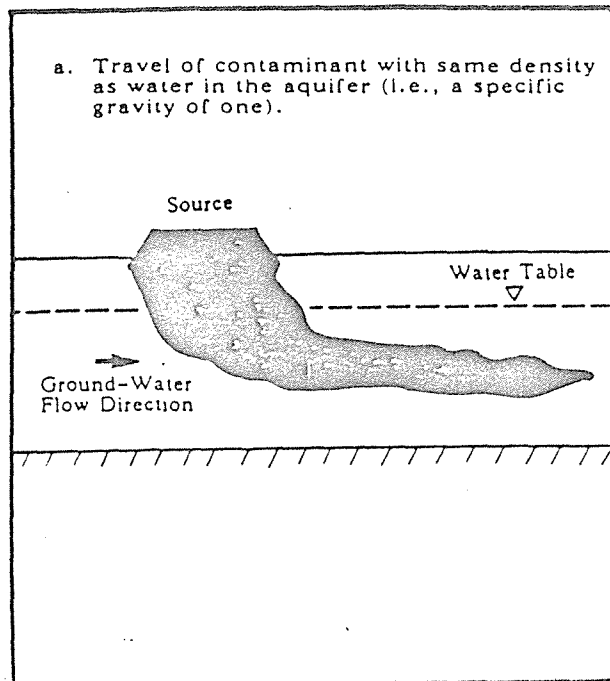 a. Travel of contaminant with same density
as water in the aquifer (i.e., a specific
gravity of one).
Source
Water Table
Ground-Water
Flow Direction